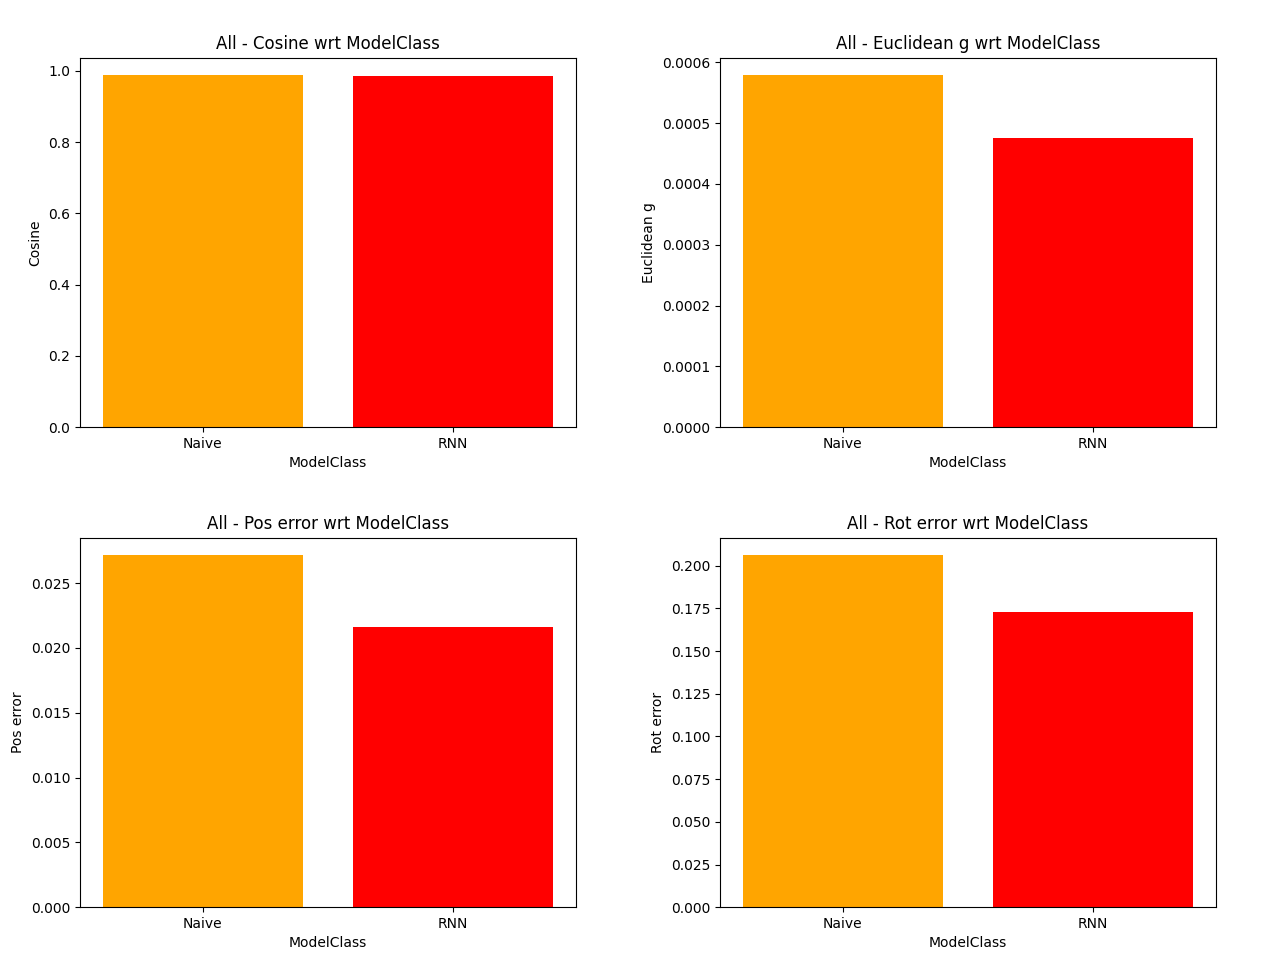 All - Cosine wrt ModelClass
Cosine
1.0
0.8
0.6
0.4
0.2
0.0
Naive
RNN
ModelClass
All - Euclidean g wrt ModelClass
Euclidean g
0.0006
0.0005
0.0004
0.0003
0.0002
0.0001
0.0000
Naive
RNN
ModelClass
All - Pos error wrt ModelClass
Pos error
0.025
0.020
0.015
0.010
0.005
0.000
Naive
RNN
ModelClass
All - Rot error wrt ModelClass
Rot error
0.200
0.175
0.150
0.125
0.100
0.075
0.050
0.025
0.000
Naive
RNN
ModelClass